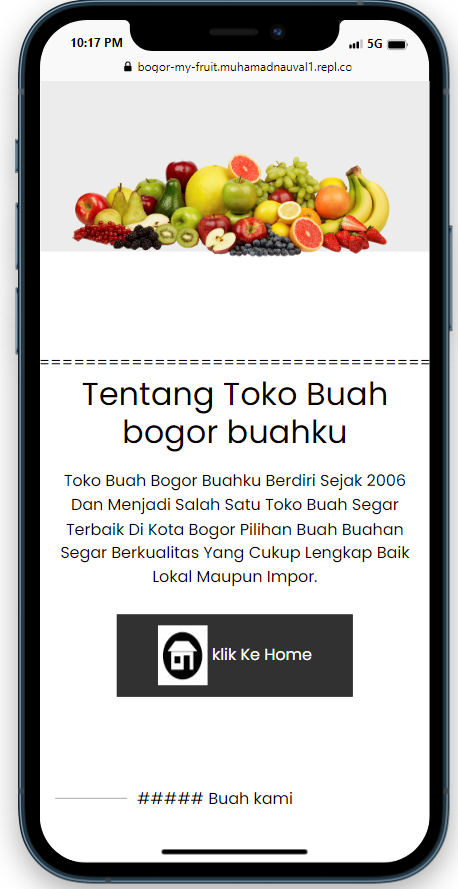 10:17 PM
5G
bogor-my-fruit.muhamadnauval1.repl.co
==================================
Tentang Toko Buah
bogor buahku
Toko Buah Bogor Buahku Berdiri Sejak 2006
Dan Menjadi Salah Satu Toko Buah Segar
Terbaik Di Kota Bogor Pilihan Buah Buahan
Segar Berkualitas Yang Cukup Lengkap Baik
Lokal Maupun Impor.
klik Ke Home
##### Buah kami